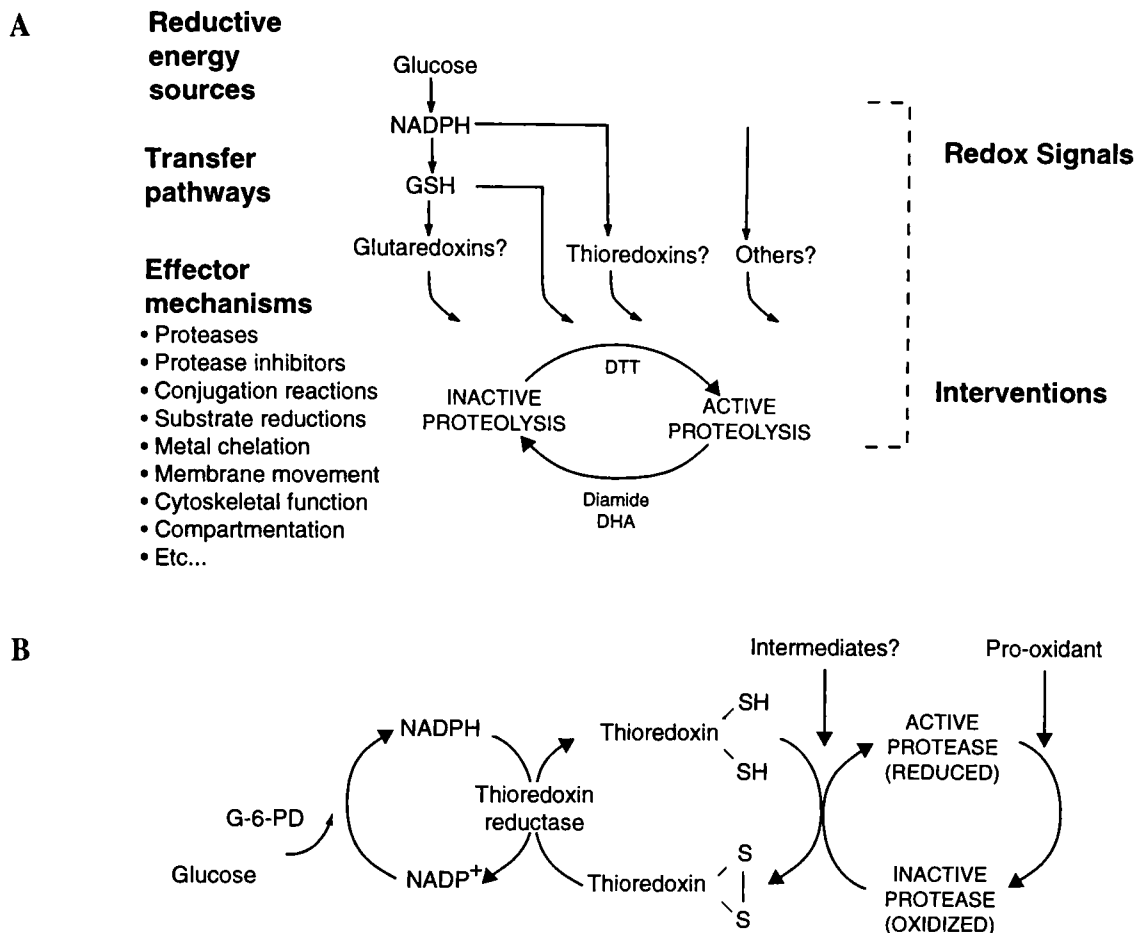 A
Reductive
energy
sources
Glucose
NADPH
Transfer
pathways
GSH
Glutaredoxins?
Thioredoxins?
Others?
Redox Signals
Effector
mechanisms
• Proteases
• Protease inhibitors
• Conjugation reactions
• Substrate reductions
• Metal chelation
• Membrane movement
• Cytoskeletal function
• Compartmentation
• Etc...
DTT
INACTIVE
PROTEOLYSIS
ACTIVE
PROTEOLYSIS
Diamide
DHA
Interventions
B
Intermediates?
Pro-oxidant
NADPH
Thioredoxin
SH
SH
ACTIVE
PROTEASE
(REDUCED)
G-6-PD
Thioredoxin
reductase
Glucose
NADP+
Thioredoxin
S
S
INACTIVE
PROTEASE
(OXIDIZED)